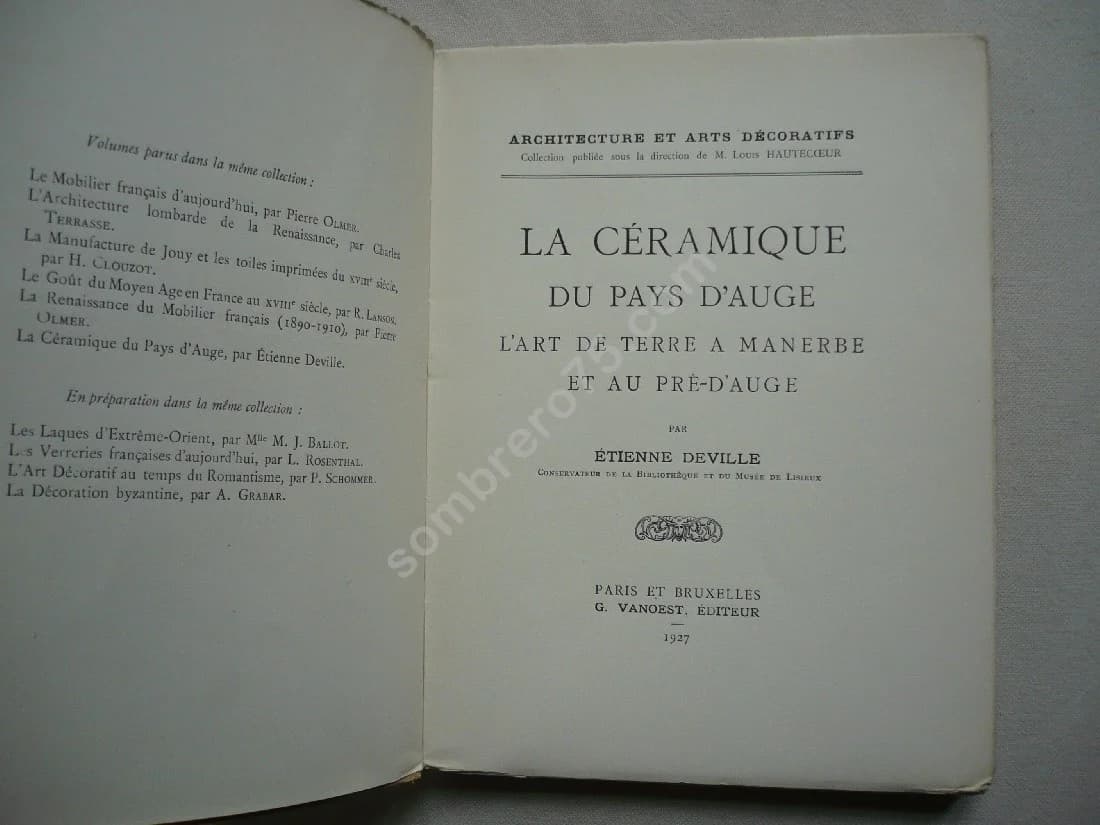 Volumes parus dans la même collection :
Le Mobilier français d'aujourd'hui, par Pierre OLMER.
L'Architecture lombarde de la Renaissance, par Charles
TERRASSE.
La Manufacture de Jouy et les toiles imprimées du XVIIIe siècle,
par H. CLOUZOT.
Le Goût du Moyen Age en France au XVIIIe siècle, par R. LANSON.
La Renaissance du Mobilier français (1890-1910), par Pierre
OLMER.
La Céramique du Pays d'Auge, par Étienne Deville.
En préparation dans la même collection :
Les Laques d'Extrême-Orient, par Mlle M. J. BALLOT.
Les Verreries françaises d'aujourd'hui, par L. ROSENTHAL.
L'Art Décoratif au temps du Romantisme, par P. SCHOMMER.
La Décoration byzantine, par A. GRABAR.
ARCHITECTURE ET ARTS DÉCORATIFS
Collection publiée sous la direction de M. Louis HAUTECŒUR
LA CÉRAMIQUE
DU PAYS D'AUGE
L'ART DE TERRE A MANERBE
ET AU PRÉ-D'AUGE
PAR
ÉTIENNE DEVILLE
CONSERVATEUR DE LA BIBLIOTHÈQUE ET DU MUSÉE DE LISIEUX
PARIS ET BRUXELLES
G. VANOEST, ÉDITEUR
1927
sombrero75.com